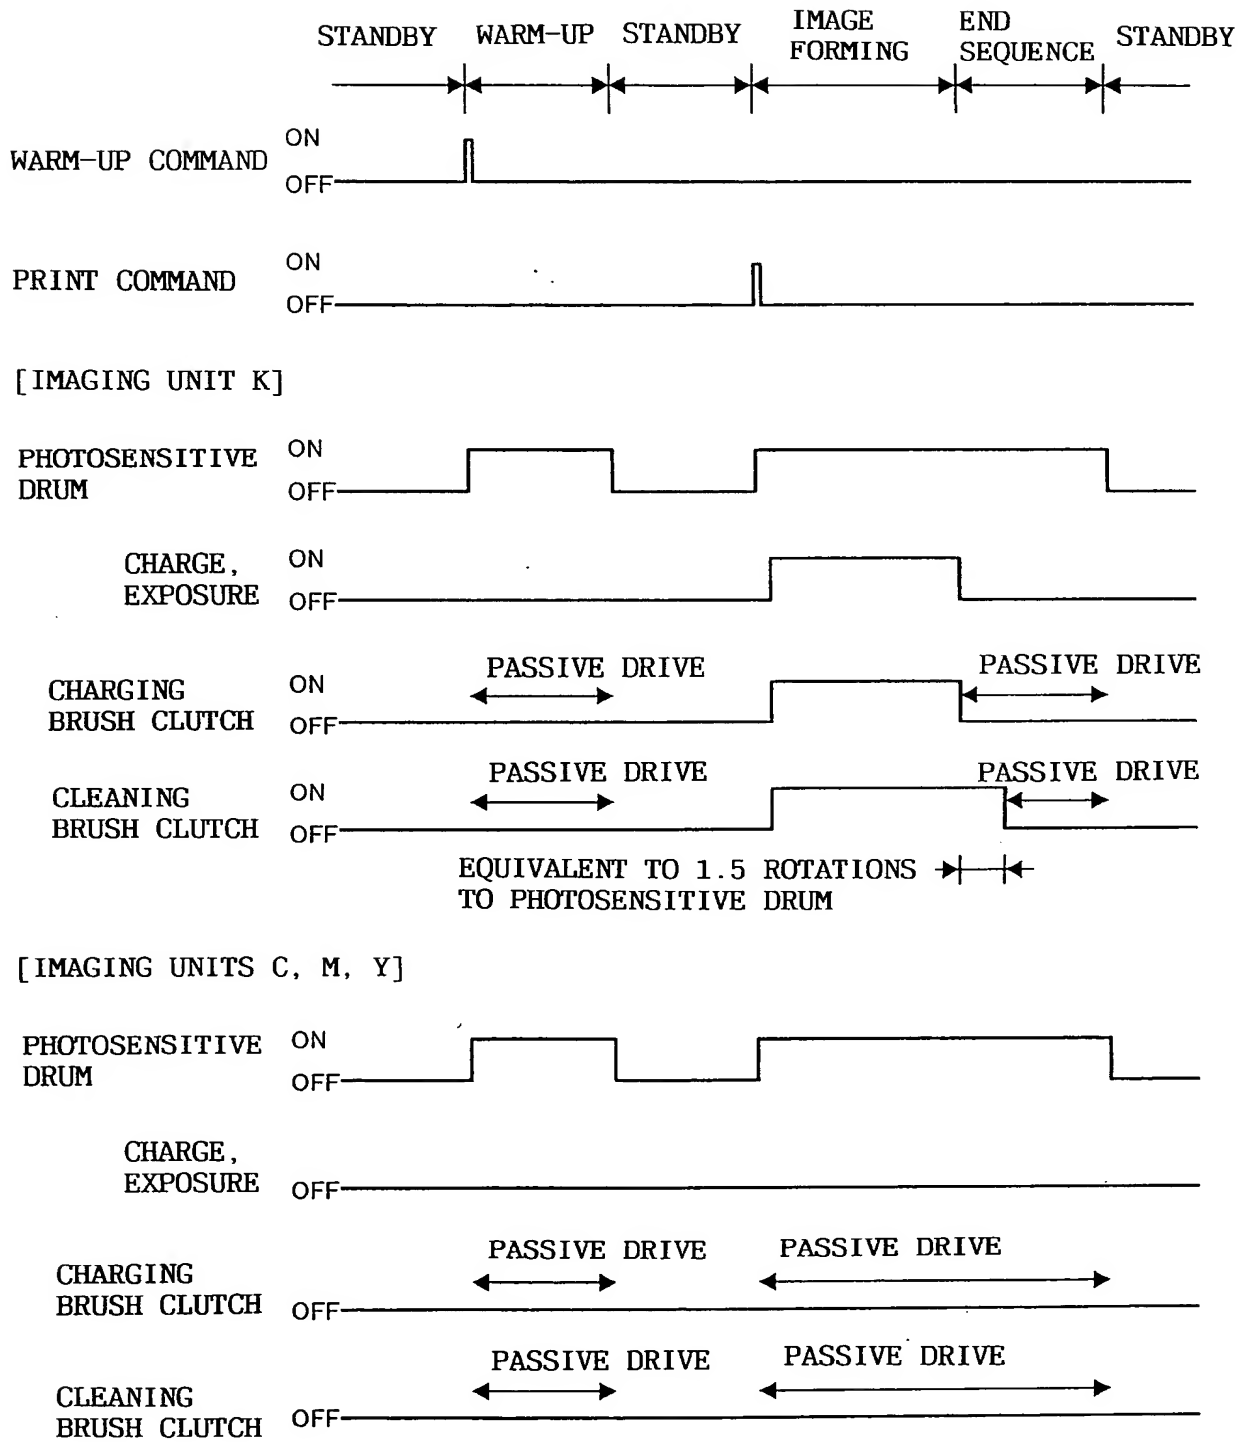 STANDBY WARM-UP STANDBY IMAGE FORMING END SEQUENCE STANDBY
WARM-UP COMMAND ON OFF
PRINT COMMAND ON OFF
[IMAGING UNIT K]
PHOTOSENSITIVE DRUM ON OFF
CHARGE, EXPOSURE ON OFF
PASSIVE DRIVE PASSIVE DRIVE
CHARGING BRUSH CLUTCH ON OFF
PASSIVE DRIVE PASSIVE DRIVE
CLEANING BRUSH CLUTCH ON OFF
EQUIVALENT TO 1.5 ROTATIONS
TO PHOTOSENSITIVE DRUM
[IMAGING UNITS C, M, Y]
PHOTOSENSITIVE DRUM ON OFF
CHARGE, EXPOSURE OFF
PASSIVE DRIVE PASSIVE DRIVE
CHARGING BRUSH CLUTCH OFF
PASSIVE DRIVE PASSIVE DRIVE
CLEANING BRUSH CLUTCH OFF